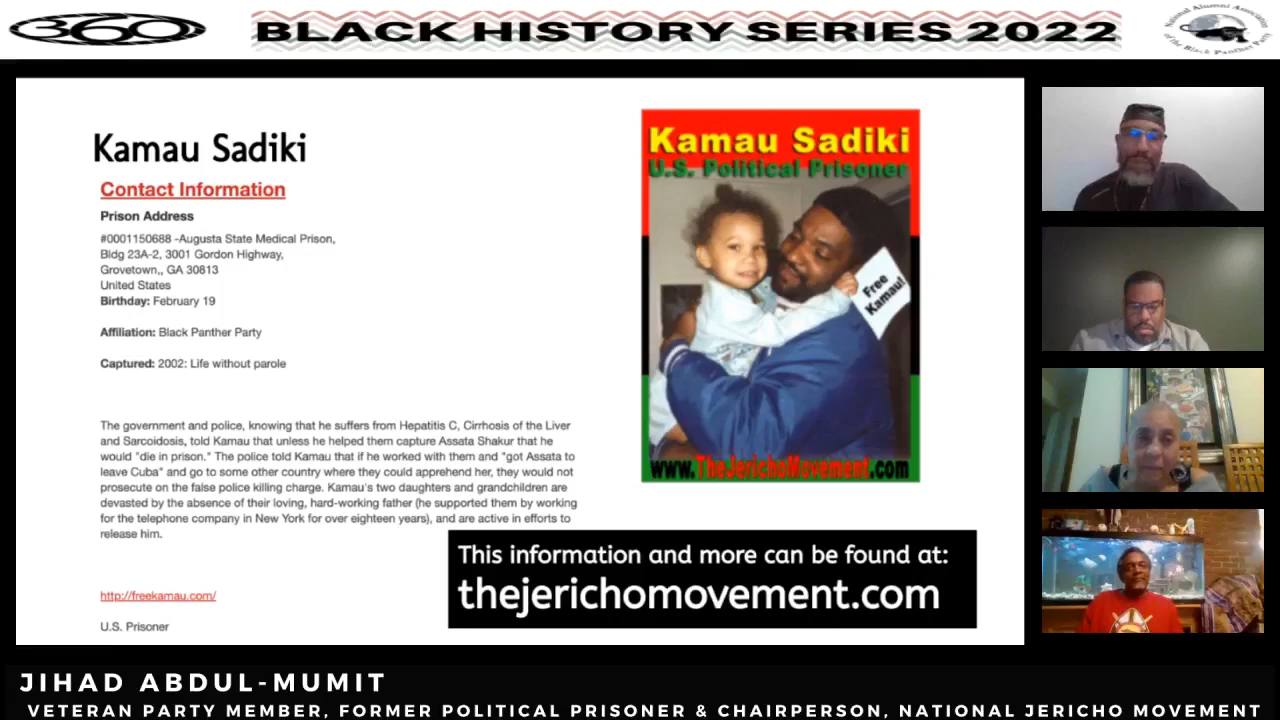 360
BLACK HISTORY SERIES 2022
National Alumni Association
of the Black Panther Party
Kamau Sadiki
Contact Information
Prison Address
#0001150688 -Augusta State Medical Prison,
Bldg 23A-2, 3001 Gordon Highway,
Grovetown,, GA 30813
United States
Birthday: February 19
Affiliation: Black Panther Party
Captured: 2002: Life without parole
The government and police, knowing that he suffers from Hepatitis C, Cirrhosis of the Liver
and Sarcoidosis, told Kamau that unless he helped them capture Assata Shakur that he
would "die in prison." The police told Kamau that if he worked with them and "got Assata to
leave Cuba" and go to some other country where they could apprehend her, they would not
prosecute on the false police killing charge. Kamau's two daughters and grandchildren are
devasted by the absence of their loving, hard-working father (he supported them by working
for the telephone company in New York for over eighteen years), and are active in efforts to
release him.
http://freekamau.com/
U.S. Prisoner
Kamau Sadiki
U.S. Political Prisoner
Free
Kamau!
www.TheJerichoMovement.com
This information and more can be found at:
thejerichomovement.com
JIHAD ABDUL-MUMIT
VETERAN PARTY MEMBER, FORMER POLITICAL PRISONER & CHAIRPERSON, NATIONAL JERICHO MOVEMENT